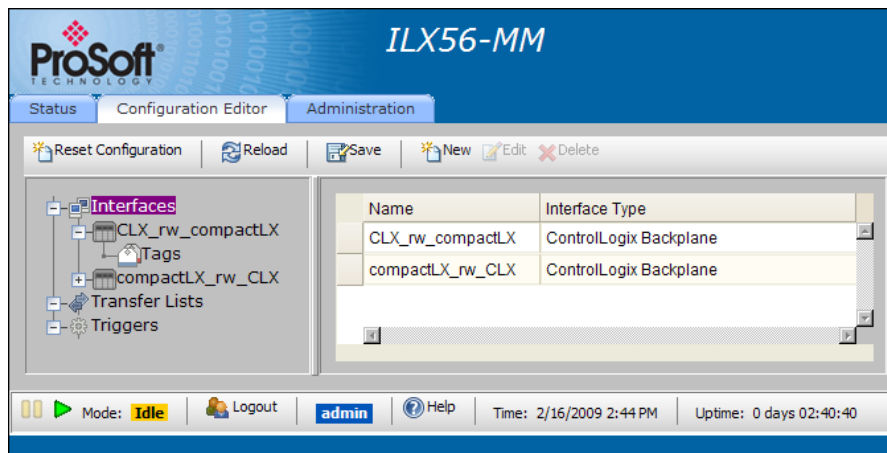 ProSoft®
TECHNOLOGY
ILX56-MM
Status Configuration Editor Administration
Reset Configuration Reload Save New Edit Delete
Interfaces
CLX_rw_compactLX
Tags
compactLX_rw_CLX
Transfer Lists
Triggers
Name Interface Type
CLX_rw_compactLX ControlLogix Backplane
compactLX_rw_CLX ControlLogix Backplane
Mode: Idle Logout admin Help Time: 2/16/2009 2:44 PM Uptime: 0 days 02:40:40